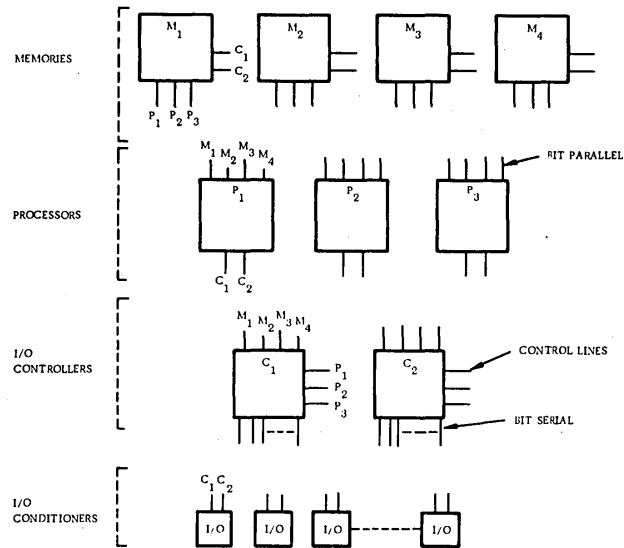 M1 M2 M3 M4
C1
MEMORIES
C2
P1 P2 P3
M1 M2 M3 M4
BIT PARALLEL
P1 P2 P3
PROCESSORS
C1 C2
M1 M2 M3 M4
I/O
CONTROLLERS
C1 C2
CONTROL LINES
P1
P2
P3
BIT SERIAL
C1 C2
I/O
CONDITIONERS
I/O I/O I/O I/O